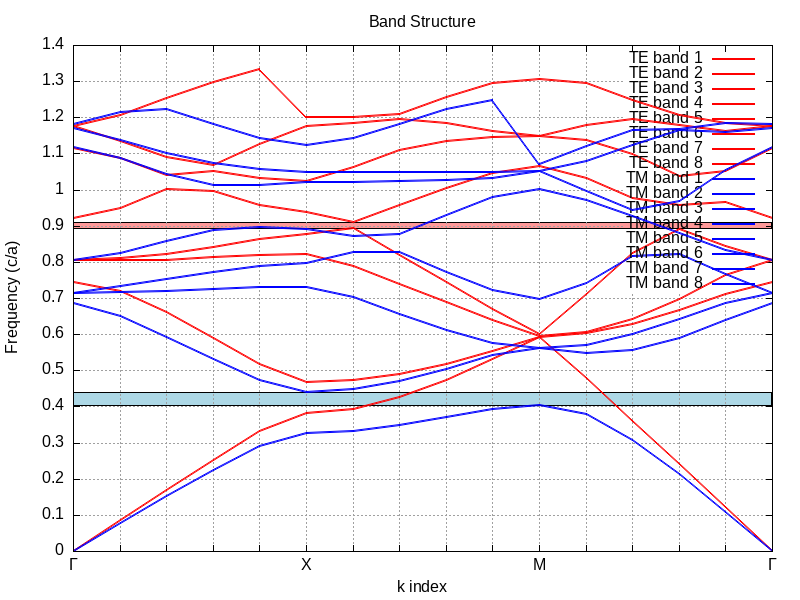 Band Structure
1.4
1.3
1.2
1.1
1
0.9
0.8
0.7
0.6
0.5
0.4
0.3
0.2
0.1
0
Frequency (c/a)
TE band 1
TE band 2
TE band 3
TE band 4
TE band 5
TE band 6
TE band 7
TE band 8
TM band 1
TM band 2
TM band 3
TM band 4
TM band 5
TM band 6
TM band 7
TM band 8
Γ X M Γ
k index